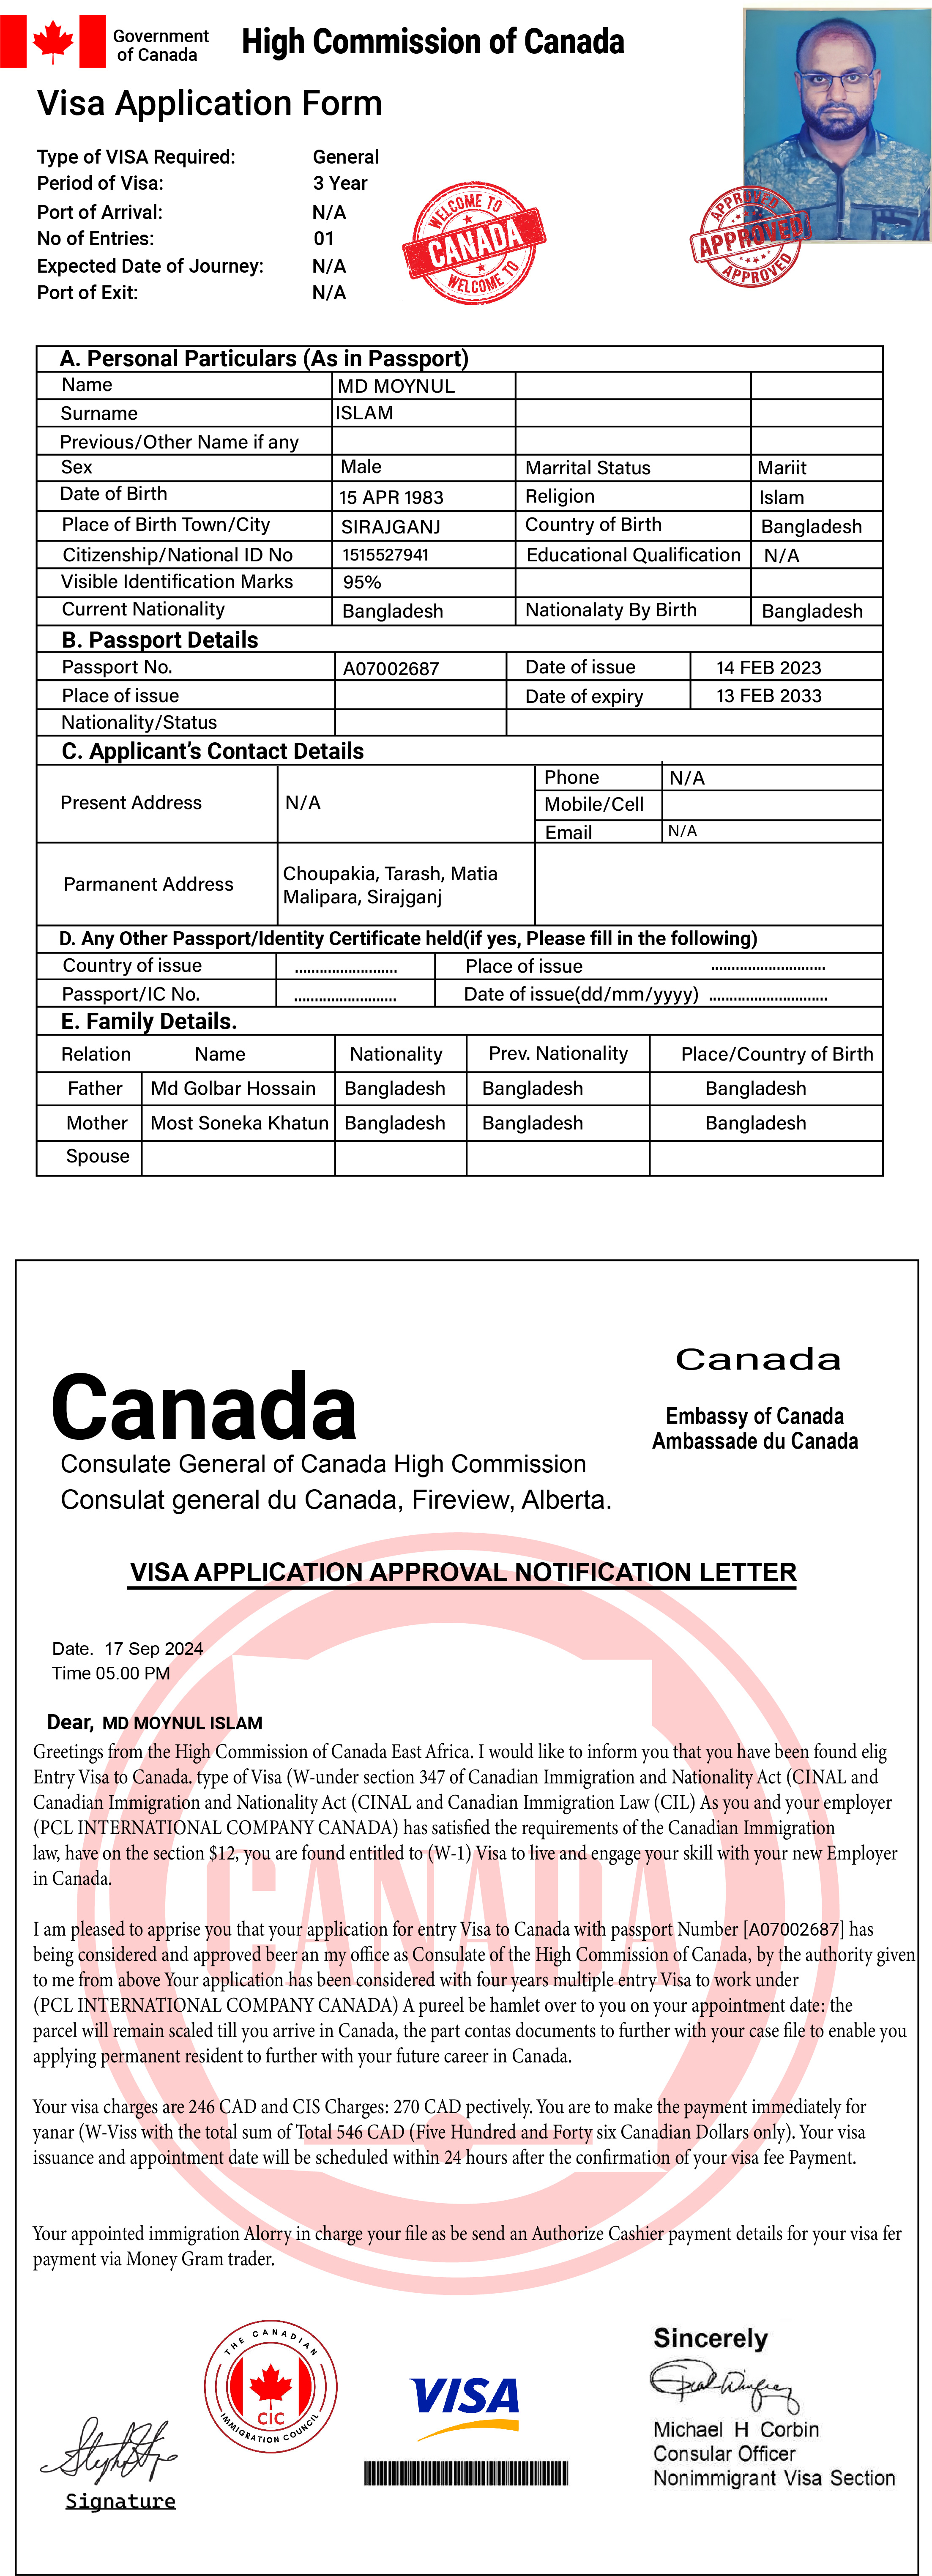 Government
of Canada
High Commission of Canada
Visa Application Form
Type of VISA Required: General
Period of Visa: 3 Year
Port of Arrival: N/A
No of Entries: 01
Expected Date of Journey: N/A
Port of Exit: N/A
WELCOME TO
CANADA
WELCOME TO
APPROVED
APPROVED
APPROVED
A. Personal Particulars (As in Passport)
Name MD MOYNUL
Surname ISLAM
Previous/Other Name if any
Sex Male Marrital Status Mariit
Date of Birth 15 APR 1983 Religion Islam
Place of Birth Town/City SIRAJGANJ Country of Birth Bangladesh
Citizenship/National ID No 1515527941 Educational Qualification N/A
Visible Identification Marks 95%
Current Nationality Bangladesh Nationalaty By Birth Bangladesh
B. Passport Details
Passport No. A07002687 Date of issue 14 FEB 2023
Place of issue Date of expiry 13 FEB 2033
Nationality/Status
C. Applicant's Contact Details
Present Address N/A Phone N/A
Mobile/Cell
Email N/A
Parmanent Address Choupakia, Tarash, Matia
Malipara, Sirajganj
D. Any Other Passport/Identity Certificate held(if yes, Please fill in the following)
Country of issue ......................... Place of issue ............................
Passport/IC No. ......................... Date of issue(dd/mm/yyyy) .............................
E. Family Details.
Relation Name Nationality Prev. Nationality Place/Country of Birth
Father Md Golbar Hossain Bangladesh Bangladesh Bangladesh
Mother Most Soneka Khatun Bangladesh Bangladesh Bangladesh
Spouse
Canada
Canada
Embassy of Canada
Ambassade du Canada
Consulate General of Canada High Commission
Consulat general du Canada, Fireview, Alberta.
VISA APPLICATION APPROVAL NOTIFICATION LETTER
Date. 17 Sep 2024
Time 05.00 PM
Dear, MD MOYNUL ISLAM
Greetings from the High Commission of Canada East Africa. I would like to inform you that you have been found elig
Entry Visa to Canada. type of Visa (W-under section 347 of Canadian Immigration and Nationality Act (CINAL and
Canadian Immigration and Nationality Act (CINAL and Canadian Immigration Law (CIL) As you and your employer
(PCL INTERNATIONAL COMPANY CANADA) has satisfied the requirements of the Canadian Immigration
law, have on the section $12, you are found entitled to (W-1) Visa to live and engage your skill with your new Employer
in Canada.
I am pleased to apprise you that your application for entry Visa to Canada with passport Number [A07002687] has
being considered and approved beer an my office as Consulate of the High Commission of Canada, by the authority given
to me from above Your application has been considered with four years multiple entry Visa to work under
(PCL INTERNATIONAL COMPANY CANADA) A pureel be hamlet over to you on your appointment date: the
parcel will remain scaled till you arrive in Canada, the part contas documents to further with your case file to enable you
applying permanent resident to further with your future career in Canada.
Your visa charges are 246 CAD and CIS Charges: 270 CAD pectively. You are to make the payment immediately for
yanar (W-Viss with the total sum of Total 546 CAD (Five Hundred and Forty six Canadian Dollars only). Your visa
issuance and appointment date will be scheduled within 24 hours after the confirmation of your visa fee Payment.
Your appointed immigration Alorry in charge your file as be send an Authorize Cashier payment details for your visa fer
payment via Money Gram trader.
CANADA
THE CANADIAN
CIC
IMMIGRATION COUNCIL
VISA
Signature
Sincerely
Michael H Corbin
Consular Officer
Nonimmigrant Visa Section